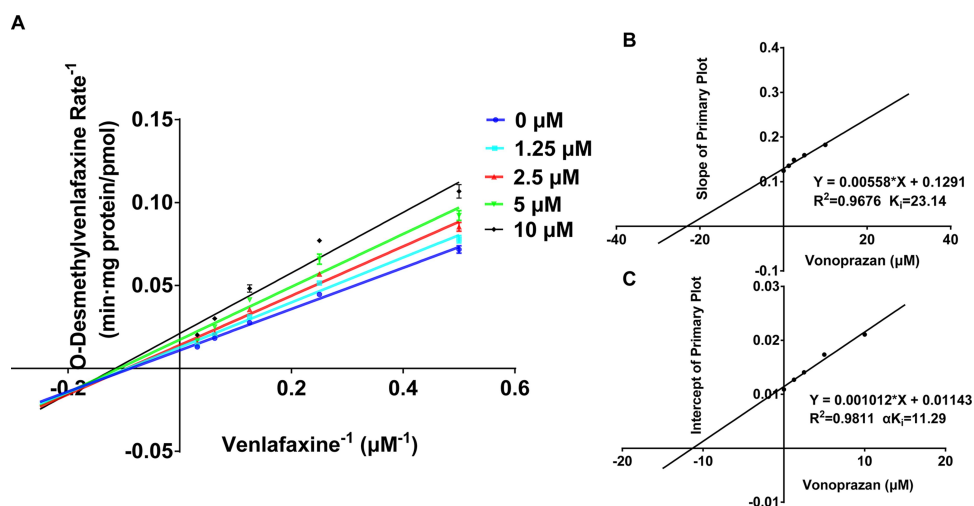 A
O-Desmethylvenlafaxine Rate-1
(min·mg protein/pmol)
0.15
0.10
0.05
-0.05
-0.2
0.2
0.4
0.6
Venlafaxine-1 (μM-1)
0 μM
1.25 μM
2.5 μM
5 μM
10 μM
B
Slope of Primary Plot
0.4
0.3
0.2
0.1
-0.1
-40
-20
0
20
40
Y = 0.00558*X + 0.1291
R2=0.9676 Ki=23.14
Vonoprazan (μM)
C
Intercept of Primary Plot
0.03
0.02
0.01
-0.01
-20
-10
0
10
20
Y = 0.001012*X + 0.01143
R2=0.9811 αKi=11.29
Vonoprazan (μM)